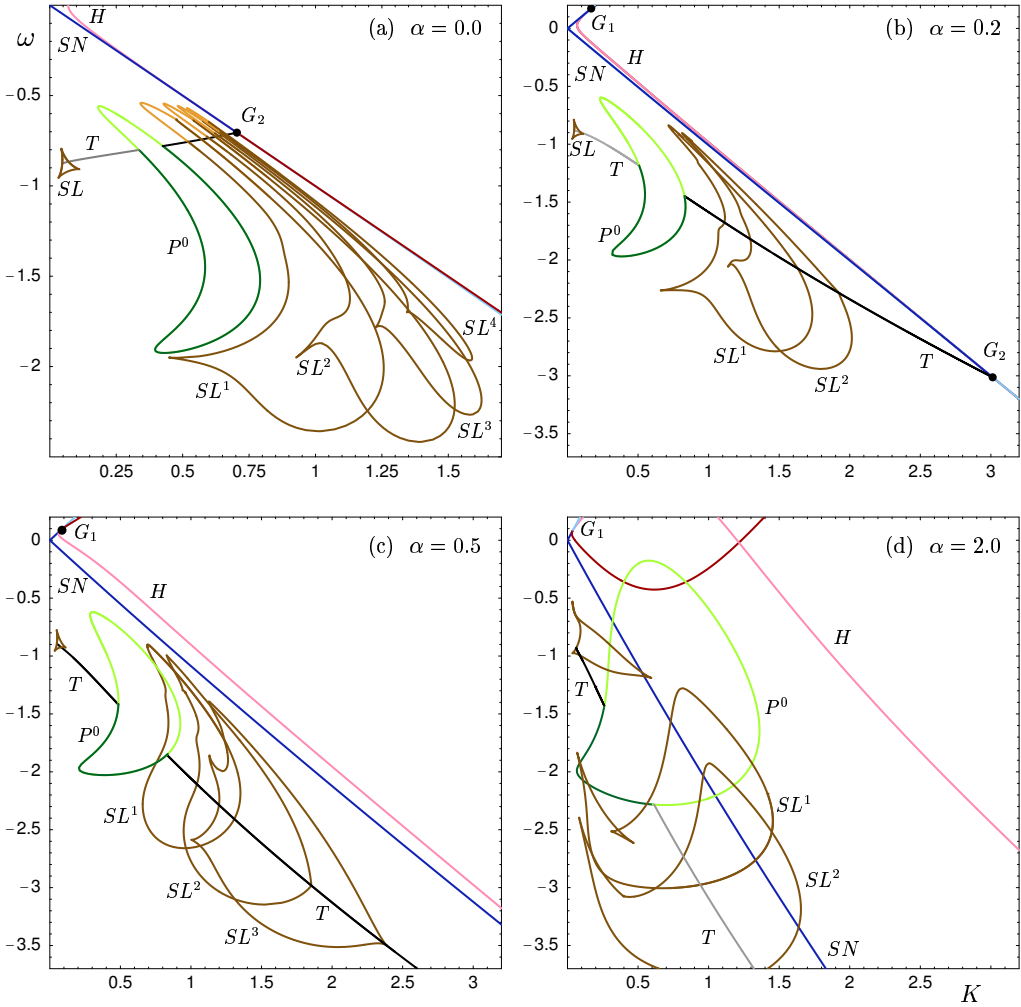 (a) α = 0.0
ω
H
SN
G₂
T
SL
P⁰
SL¹
SL²
SL³
SL⁴
−0.5
−1
−1.5
−2
0.25 0.5 0.75 1 1.25 1.5
(b) α = 0.2
G₁
H
SN
SL
T
P⁰
SL¹
SL²
T
G₂
0
−0.5
−1
−1.5
−2
−2.5
−3
−3.5
0.5 1 1.5 2 2.5 3
(c) α = 0.5
G₁
SN
H
T
P⁰
SL¹
SL²
SL³
T
0
−0.5
−1
−1.5
−2
−2.5
−3
−3.5
0.5 1 1.5 2 2.5 3
(d) α = 2.0
G₁
H
T
P⁰
SL¹
SL²
T
SN
0
−0.5
−1
−1.5
−2
−2.5
−3
−3.5
0.5 1 1.5 2 2.5 3
K